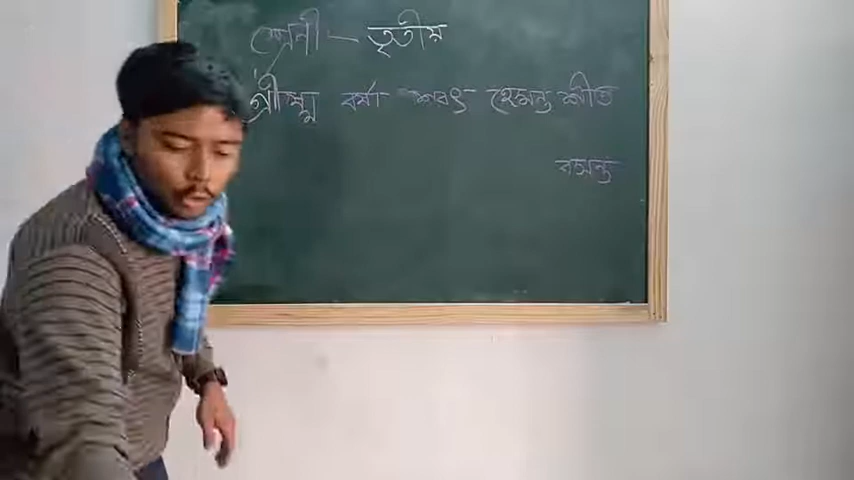 শ্রেনী — তৃতীয়
গ্রীষ্ম বর্ষা শরৎ হেমন্ত শীত
বসন্ত